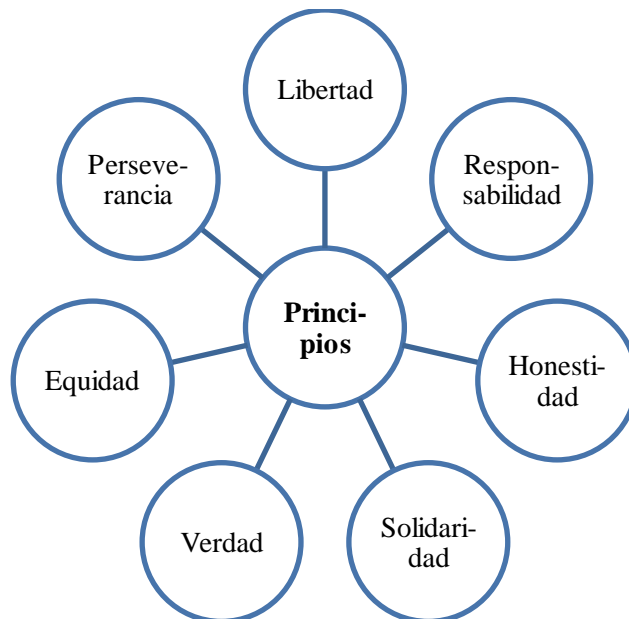 Libertad
Perseve-
rancia
Respon-
sabilidad
Princi-
pios
Equidad
Honesti-
dad
Verdad
Solidari-
dad